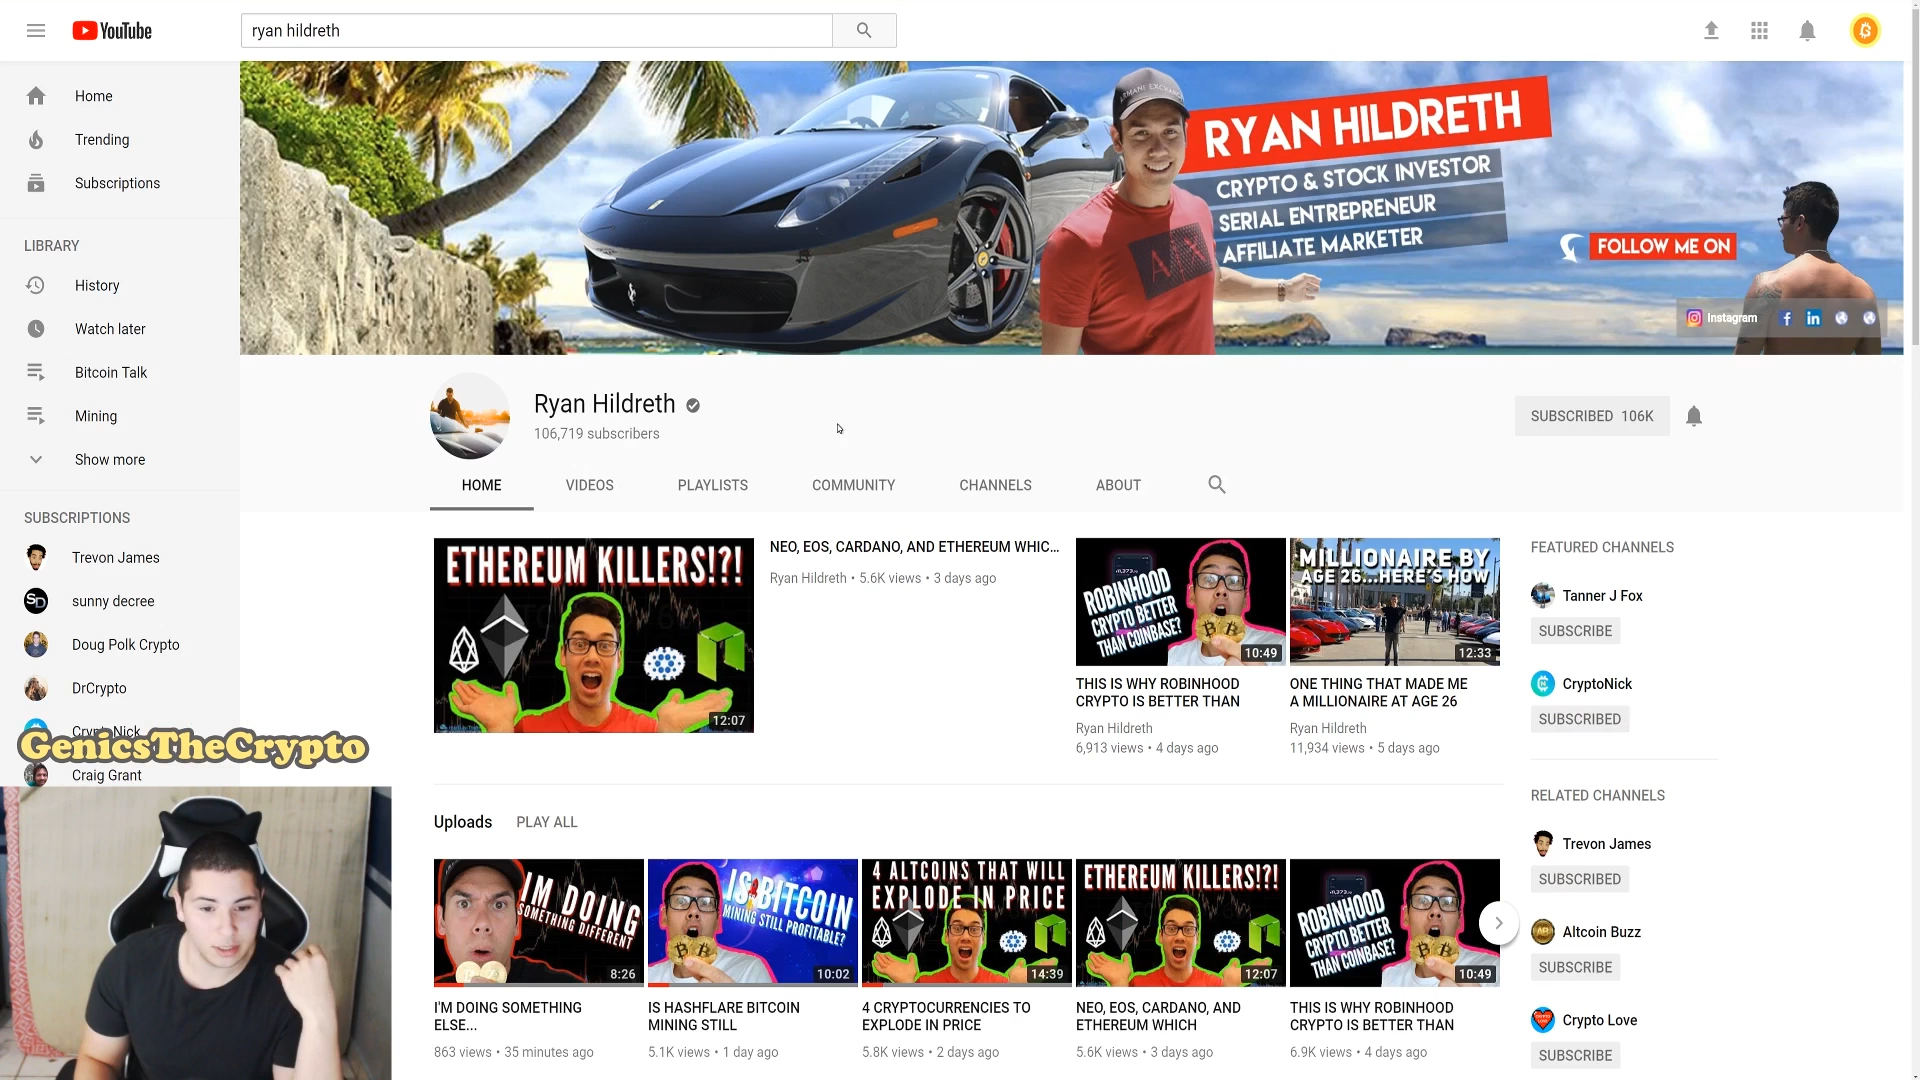 YouTube
ryan hildreth
Home
Trending
Subscriptions
LIBRARY
History
Watch later
Bitcoin Talk
Mining
Show more
SUBSCRIPTIONS
Trevon James
sunny decree
Doug Polk Crypto
DrCrypto
CryptoNick
GenicsTheCrypto
Craig Grant
ARMANI EXCHANGE
RYAN HILDRETH
CRYPTO & STOCK INVESTOR
SERIAL ENTREPRENEUR
AFFILIATE MARKETER
A|X
FOLLOW ME ON
Instagram
Ryan Hildreth
106,719 subscribers
SUBSCRIBED 106K
HOME
VIDEOS
PLAYLISTS
COMMUNITY
CHANNELS
ABOUT
ETHEREUM KILLERS!?!
12:07
NEO, EOS, CARDANO, AND ETHEREUM WHIC...
Ryan Hildreth • 5.6K views • 3 days ago
ROBINHOOD
CRYPTO BETTER
THAN COINBASE?
10:49
THIS IS WHY ROBINHOOD
CRYPTO IS BETTER THAN
Ryan Hildreth
6,913 views • 4 days ago
MILLIONAIRE BY
AGE 26...HERE'S HOW
12:33
ONE THING THAT MADE ME
A MILLIONAIRE AT AGE 26
Ryan Hildreth
11,934 views • 5 days ago
FEATURED CHANNELS
Tanner J Fox
SUBSCRIBE
CryptoNick
SUBSCRIBED
RELATED CHANNELS
Trevon James
SUBSCRIBED
Altcoin Buzz
SUBSCRIBE
Crypto Love
SUBSCRIBE
Uploads
PLAY ALL
IM DOING
SOMETHING DIFFERENT
8:26
I'M DOING SOMETHING
ELSE...
863 views • 35 minutes ago
IS BITCOIN
MINING STILL PROFITABLE?
10:02
IS HASHFLARE BITCOIN
MINING STILL
5.1K views • 1 day ago
4 ALTCOINS THAT WILL
EXPLODE IN PRICE
14:39
4 CRYPTOCURRENCIES TO
EXPLODE IN PRICE
5.8K views • 2 days ago
ETHEREUM KILLERS!?!
12:07
NEO, EOS, CARDANO, AND
ETHEREUM WHICH
5.6K views • 3 days ago
ROBINHOOD
CRYPTO BETTER
THAN COINBASE?
10:49
THIS IS WHY ROBINHOOD
CRYPTO IS BETTER THAN
6.9K views • 4 days ago